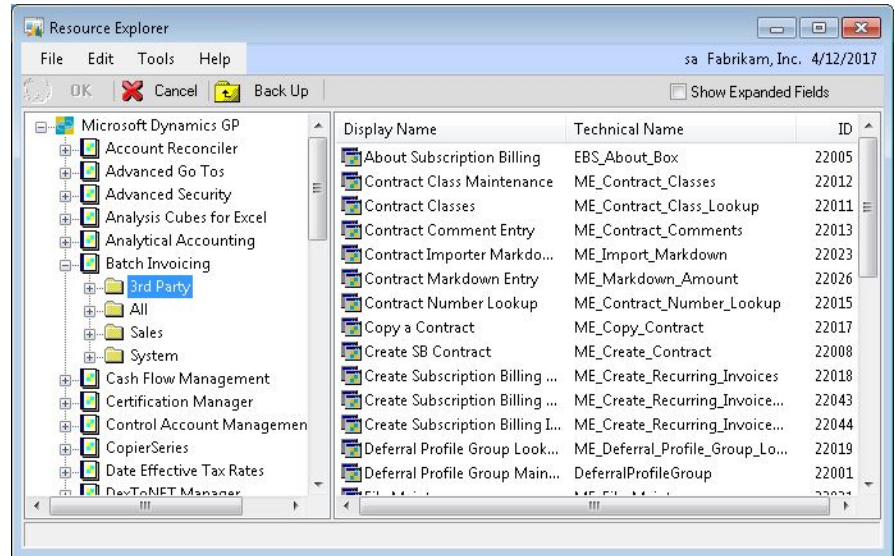 Resource Explorer
File Edit Tools Help sa Fabrikam, Inc. 4/12/2017
OK Cancel Back Up Show Expanded Fields
Microsoft Dynamics GP
Account Reconciler
Advanced Go Tos
Advanced Security
Analysis Cubes for Excel
Analytical Accounting
Batch Invoicing
3rd Party
All
Sales
System
Cash Flow Management
Certification Manager
Control Account Managemen
CopierSeries
Date Effective Tax Rates
DexToNET Manager
Display Name Technical Name ID
About Subscription Billing EBS_About_Box 22005
Contract Class Maintenance ME_Contract_Classes 22012
Contract Classes ME_Contract_Class_Lookup 22011
Contract Comment Entry ME_Contract_Comments 22013
Contract Importer Markdo... ME_Import_Markdown 22023
Contract Markdown Entry ME_Markdown_Amount 22026
Contract Number Lookup ME_Contract_Number_Lookup 22015
Copy a Contract ME_Copy_Contract 22017
Create SB Contract ME_Create_Contract 22008
Create Subscription Billing ... ME_Create_Recurring_Invoices 22018
Create Subscription Billing ... ME_Create_Recurring_Invoice... 22043
Create Subscription Billing I... ME_Create_Recurring_Invoice... 22044
Deferral Profile Group Look... ME_Deferral_Profile_Group_Lo... 22019
Deferral Profile Group Main... DeferralProfileGroup 22001